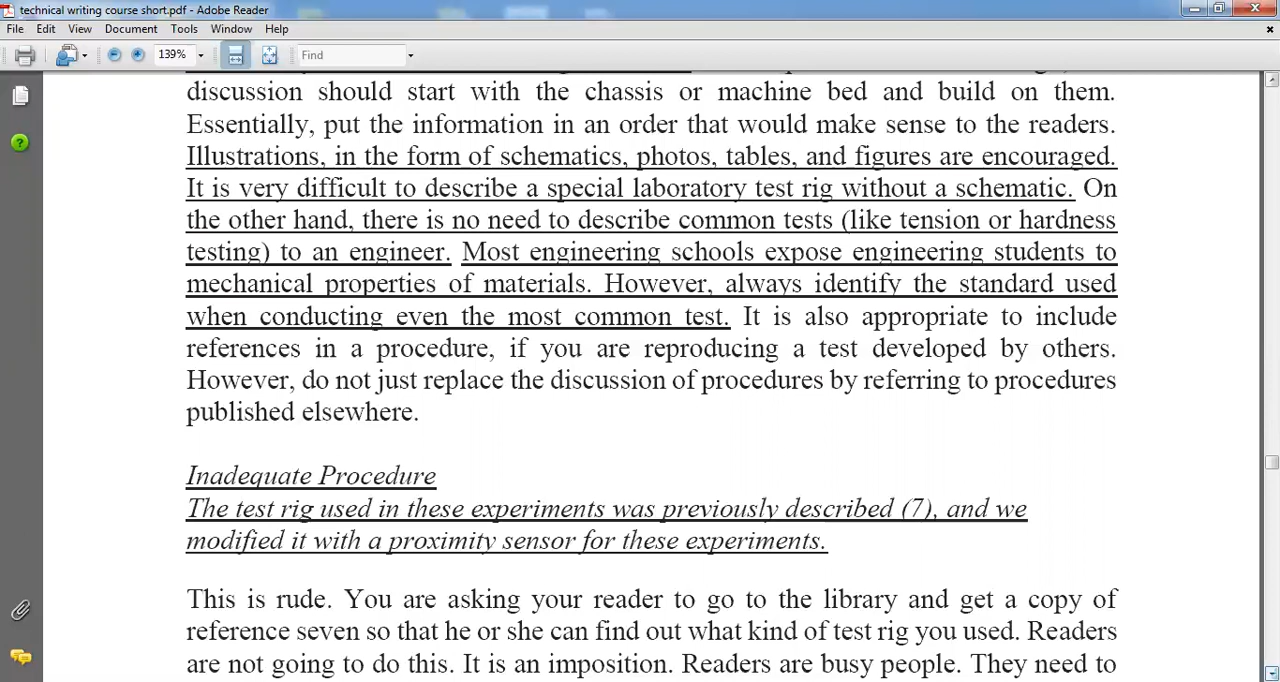 technical writing course short.pdf - Adobe Reader
File Edit View Document Tools Window Help
139% Find
discussion should start with the chassis or machine bed and build on them.
Essentially, put the information in an order that would make sense to the readers.
Illustrations, in the form of schematics, photos, tables, and figures are encouraged.
It is very difficult to describe a special laboratory test rig without a schematic. On
the other hand, there is no need to describe common tests (like tension or hardness
testing) to an engineer. Most engineering schools expose engineering students to
mechanical properties of materials. However, always identify the standard used
when conducting even the most common test. It is also appropriate to include
references in a procedure, if you are reproducing a test developed by others.
However, do not just replace the discussion of procedures by referring to procedures
published elsewhere.
Inadequate Procedure
The test rig used in these experiments was previously described (7), and we
modified it with a proximity sensor for these experiments.
This is rude. You are asking your reader to go to the library and get a copy of
reference seven so that he or she can find out what kind of test rig you used. Readers
are not going to do this. It is an imposition. Readers are busy people. They need to